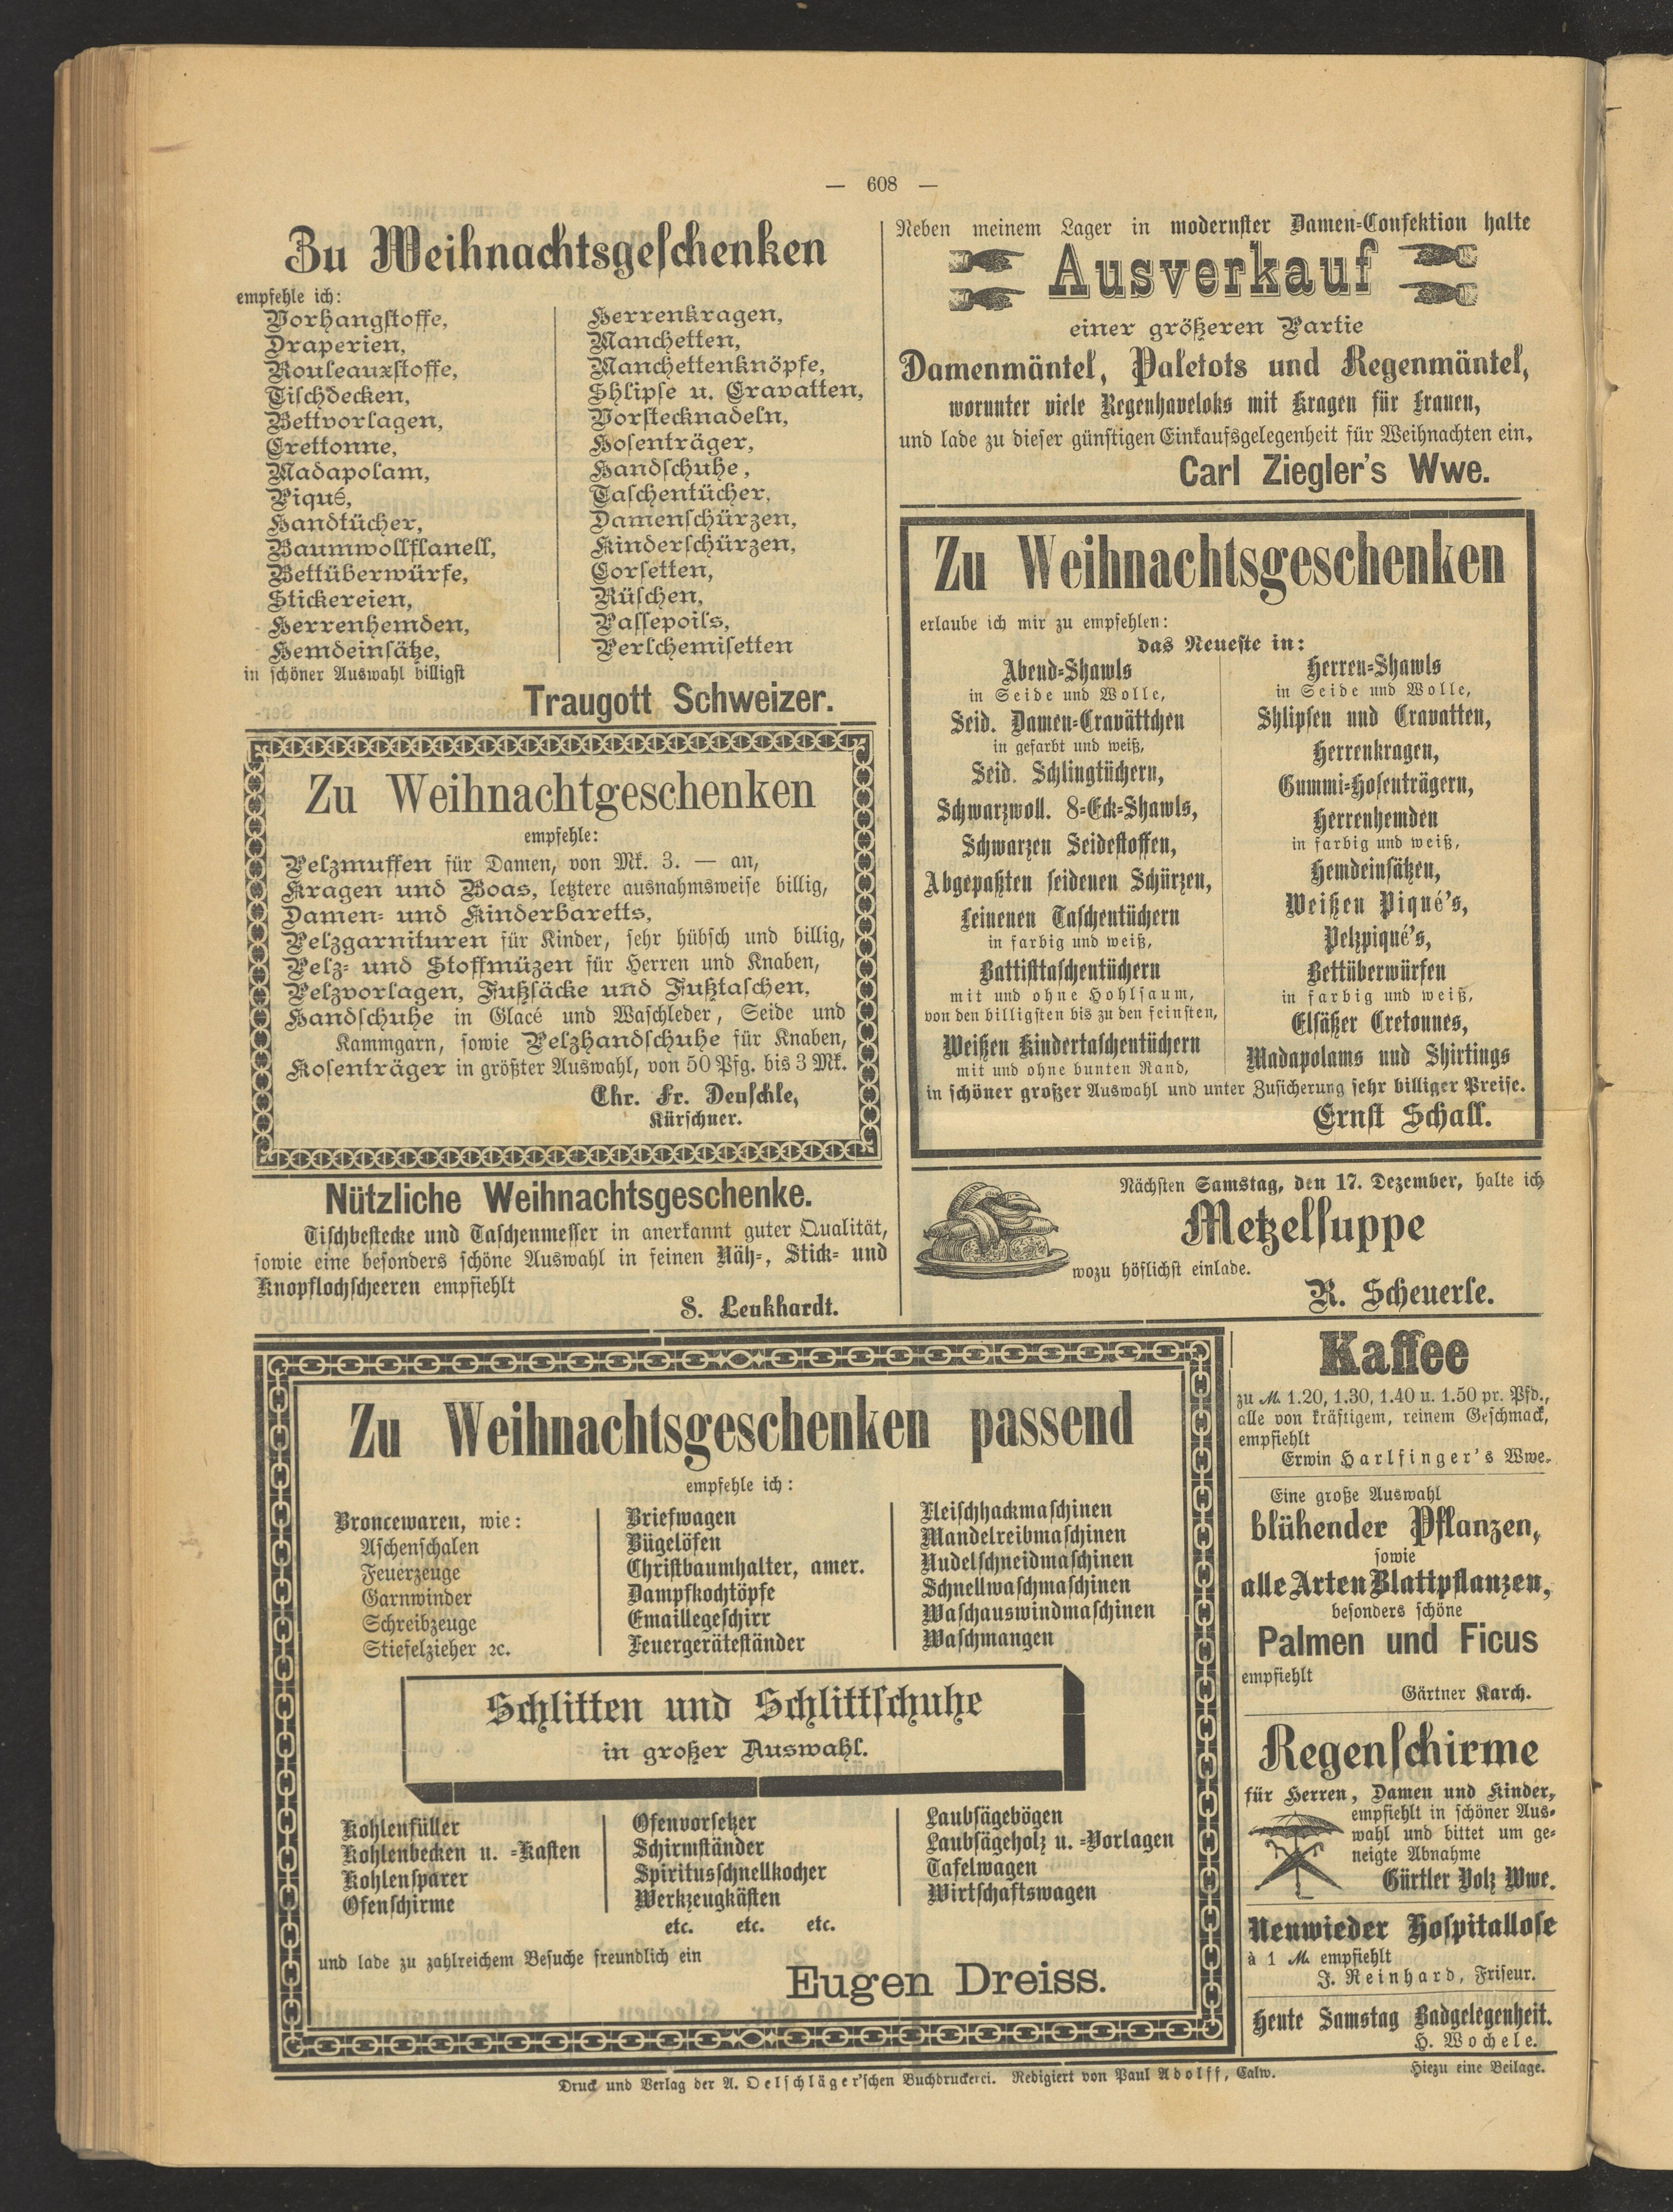 — 608 —
Zu Weihnachtsgeschenken
empfehle ich:
Vorhangstoffe,
Draperien,
Rouleauxstoffe,
Tischdecken,
Bettvorlagen,
Crettonne,
Madapolam,
Piqué,
Handtücher,
Baumwollflanell,
Bettüberwürfe,
Stickereien,
Herrenhemden,
Hemdeinsätze,
Herrenkragen,
Manchetten,
Manchettenknöpfe,
Shlipse u. Cravatten,
Vorstecknadeln,
Hosenträger,
Handschuhe,
Taschentücher,
Damenschürzen,
Kinderschürzen,
Corsetten,
Rüschen,
Passepoils,
Perlchemisetten
in schöner Auswahl billigst
Traugott Schweizer.
Zu Weihnachtgeschenken
empfehle:
Pelzmuffen für Damen, von Mk. 3. — an,
Kragen und Boas, letztere ausnahmsweise billig,
Damen- und Kinderbaretts,
Pelzgarnituren für Kinder, sehr hübsch und billig,
Pelz- und Stoffmüzen für Herren und Knaben,
Pelzvorlagen, Fußsäcke und Fußtaschen,
Handschuhe in Glacé und Waschleder, Seide und
Kammgarn, sowie Pelzhandschuhe für Knaben,
Hosenträger in größter Auswahl, von 50 Pfg. bis 3 Mk.
Chr. Fr. Deuschle,
Kürschner.
Nützliche Weihnachtsgeschenke.
Tischbestecke und Taschenmesser in anerkannt guter Qualität,
sowie eine besonders schöne Auswahl in feinen Näh-, Stick- und
Knopflochscheeren empfiehlt
S. Leukhardt.
Neben meinem Lager in modernster Damen-Confektion halte
Ausverkauf
einer größeren Partie
Damenmäntel, Paletots und Regenmäntel,
worunter viele Regenhaveloks mit Kragen für Frauen,
und lade zu dieser günstigen Einkaufsgelegenheit für Weihnachten ein.
Carl Ziegler's Wwe.
Zu Weihnachtsgeschenken
erlaube ich mir zu empfehlen:
das Neueste in:
Abend-Shawls
in Seide und Wolle,
Seid. Damen-Cravättchen
in gefarbt und weiß,
Seid. Schlingtüchern,
Schwarzwoll. 8-Eck-Shawls,
Schwarzen Seidestoffen,
Abgepaßten seidenen Schürzen,
Leinenen Taschentüchern
in farbig und weiß,
Battisttaschentüchern
mit und ohne Hohlsaum,
von den billigsten bis zu den feinsten,
Weißen Kindertaschentüchern
mit und ohne bunten Rand,
Herren-Shawls
in Seide und Wolle,
Shlipsen und Cravatten,
Herrenkragen,
Gummi-Hosenträgern,
Herrenhemden
in farbig und weiß,
Hemdeinsätzen,
Weißen Piqué's,
Pelzpiqué's,
Bettüberwürfen
in farbig und weiß,
Elsäßer Cretonnes,
Madapolams und Shirtings
in schöner großer Auswahl und unter Zusicherung sehr billiger Preise.
Ernst Schall.
Nächsten Samstag, den 17. Dezember, halte ich
Metzelsuppe
wozu höflichst einlade.
R. Scheuerle.
Zu Weihnachtsgeschenken passend
empfehle ich:
Broncewaren, wie:
Aschenschalen
Feuerzeuge
Garnwinder
Schreibzeuge
Stiefelzieher ꝛc.
Briefwagen
Bügelöfen
Christbaumhalter, amer.
Dampfkochtöpfe
Emaillegeschirr
Feuergeräteständer
Fleischhackmaschinen
Mandelreibmaschinen
Nudelschneidmaschinen
Schnellwaschmaschinen
Waschauswindmaschinen
Waschmangen
Schlitten und Schlittschuhe
in großer Auswahl.
Kohlenfüller
Kohlenbecken u. -Kasten
Kohlensparer
Ofenschirme
Ofenvorsetzer
Schirmständer
Spiritusschnellkocher
Werkzeugkästen
etc. etc. etc.
Laubsägebögen
Laubsägeholz u. -Vorlagen
Tafelwagen
Wirtschaftswagen
und lade zu zahlreichem Besuche freundlich ein
Eugen Dreiss.
Kaffee
zu M. 1.20, 1.30, 1.40 u. 1.50 pr. Pfd.,
alle von kräftigem, reinem Geschmack,
empfiehlt
Erwin Harlfinger's Wwe.
Eine große Auswahl
blühender Pflanzen,
sowie
alle Arten Blattpflanzen,
besonders schöne
Palmen und Ficus
empfiehlt
Gärtner Karch.
Regenschirme
für Herren, Damen und Kinder,
empfiehlt in schöner Aus-
wahl und bittet um ge-
neigte Abnahme
Gürtler Volz Wwe.
Neuwieder Hospitallose
à 1 M. empfiehlt
J. Reinhard, Friseur.
Heute Samstag Badgelegenheit.
H. Wochele.
Hiezu eine Beilage.
Druck und Verlag der A. Oelschläger'schen Buchdruckerei. Redigiert von Paul Adolff, Calw.